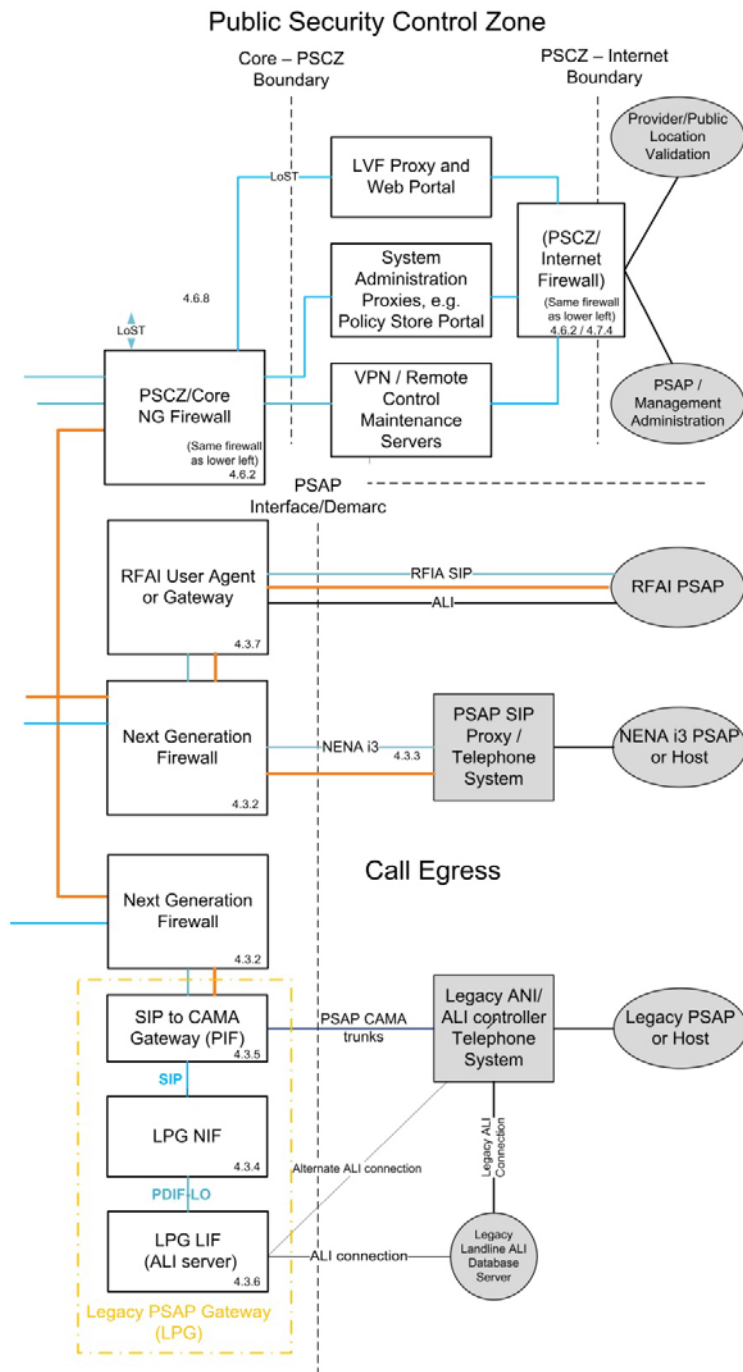 Public Security Control Zone
Core – PSCZ
Boundary
PSCZ – Internet
Boundary
Provider/Public
Location
Validation
LoST
LVF Proxy and
Web Portal
System
Administration
Proxies, e.g.
Policy Store Portal
(PSCZ/
Internet
Firewall)
(Same firewall
as lower left)
4.6.2 / 4.7.4
4.6.8
LoST
PSCZ/Core
NG Firewall
(Same firewall
as lower left)
4.6.2
VPN / Remote
Control
Maintenance
Servers
PSAP /
Management
Administration
PSAP
Interface/Demarc
RFAI User Agent
or Gateway
4.3.7
RFIA SIP
ALI
RFAI PSAP
Next Generation
Firewall
4.3.2
NENA i3
4.3.3
PSAP SIP
Proxy /
Telephone
System
NENA i3 PSAP
or Host
Call Egress
Next Generation
Firewall
4.3.2
SIP to CAMA
Gateway (PIF)
4.3.5
PSAP CAMA
trunks
Legacy ANI/
ALI controller
Telephone
System
Legacy PSAP
or Host
SIP
LPG NIF
4.3.4
Alternate ALI connection
Legacy ALI
Connection
PDIF-LO
LPG LIF
(ALI server)
4.3.6
ALI connection
Legacy
Landline ALI
Database
Server
Legacy PSAP Gateway
(LPG)